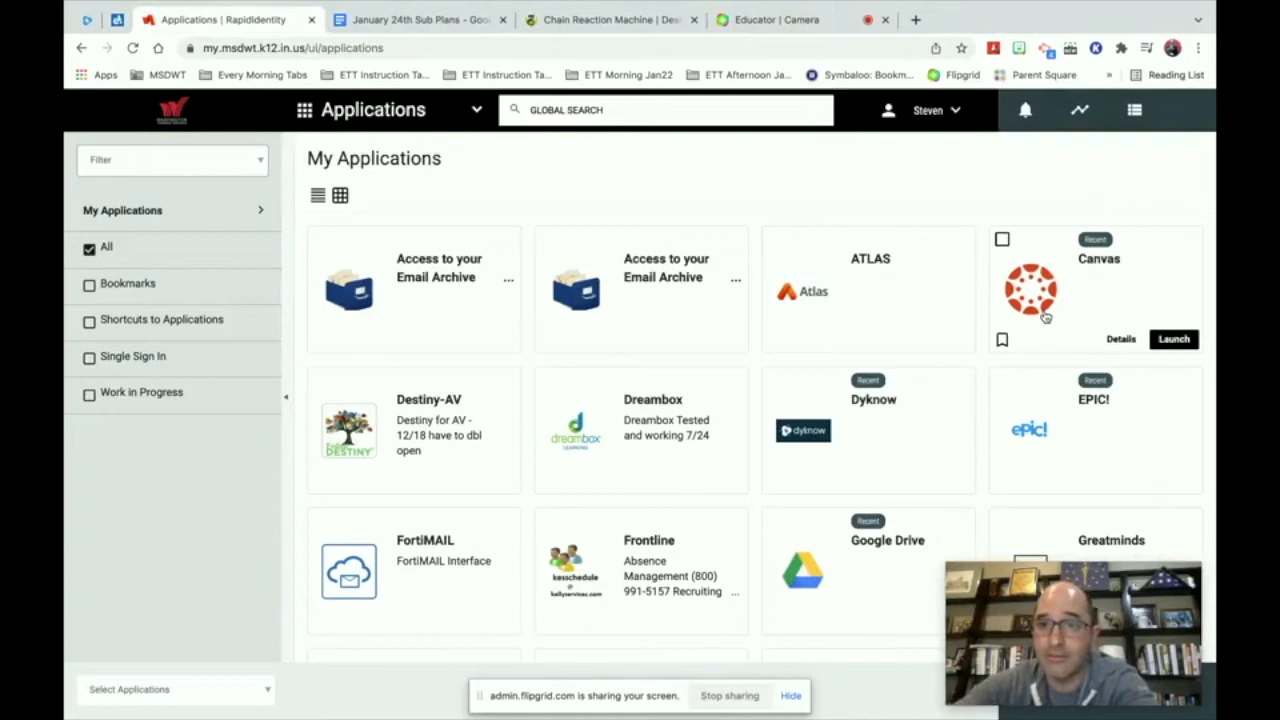 Applications | RapidIdentity
January 24th Sub Plans - Goo
Chain Reaction Machine | Des
Educator | Camera
my.msdwt.k12.in.us/ui/applications
Apps
MSDWT
Every Morning Tabs
ETT Instruction Ta...
ETT Instruction Ta...
ETT Morning Jan22
ETT Afternoon Ja...
Symbaloo: Bookm...
Flipgrid
Parent Square
»
Reading List
Applications
GLOBAL SEARCH
Steven
Filter
My Applications
All
Bookmarks
Shortcuts to Applications
Single Sign In
Work in Progress
Select Applications
My Applications
Access to your
Email Archive
...
Access to your
Email Archive
...
ATLAS
Atlas
Recent
Canvas
Details
Launch
Destiny-AV
Destiny for AV -
12/18 have to dbl
open
DESTINY
Dreambox
Dreambox Tested
and working 7/24
dreambox
LEARNING
Recent
Dyknow
dyknow
Recent
EPIC!
epic!
FortiMAIL
FortiMAIL Interface
Frontline
Absence
Management (800)
991-5157 Recruiting
...
kesschedule
@
kellyservices.com
Recent
Google Drive
Greatminds
admin.flipgrid.com is sharing your screen.
Stop sharing
Hide